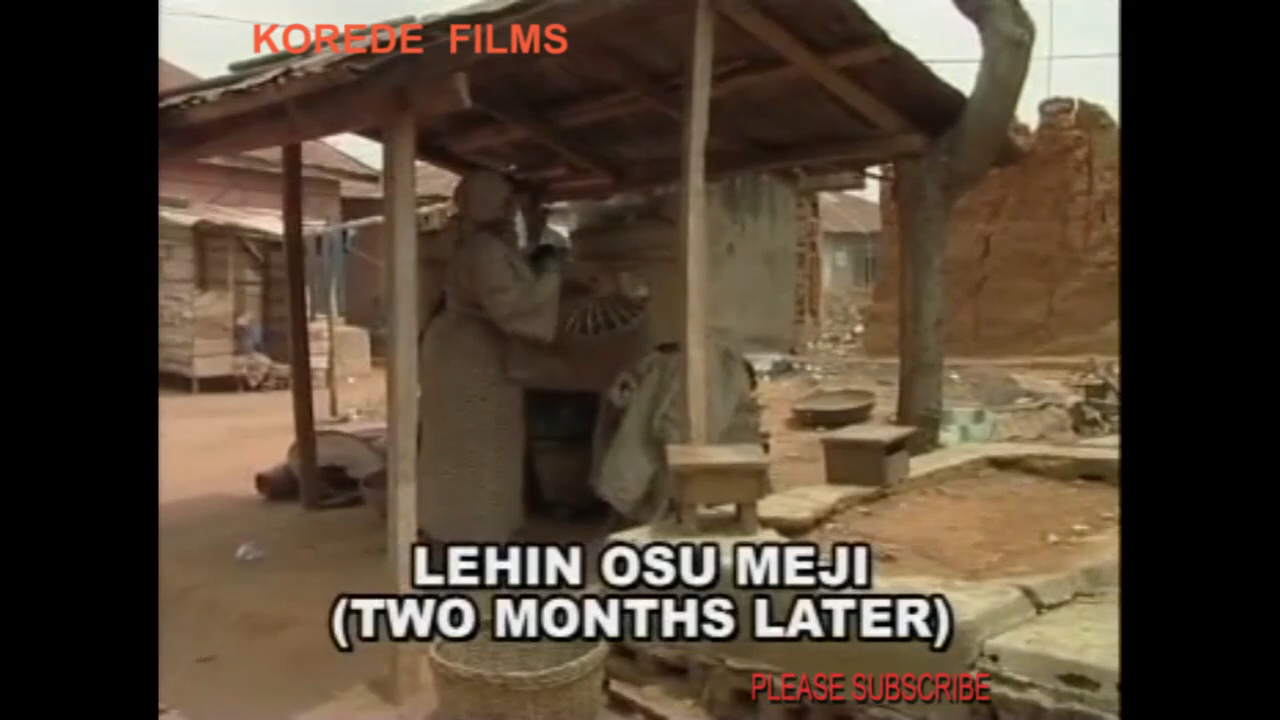 KOREDE FILMS
LEHIN OSU MEJI
(TWO MONTHS LATER)
PLEASE SUBSCRIBE